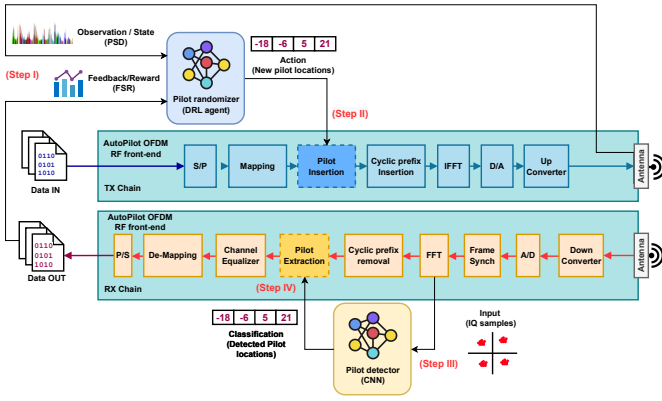 Observation / State
(PSD)
(Step I)
Feedback/Reward
(FSR)
Pilot randomizer
(DRL agent)
-18 -6 5 21
Action
(New pilot locations)
(Step II)
0110
0101
1010
Data IN
AutoPilot OFDM
RF front-end
S/P
Mapping
Pilot
Insertion
Cyclic prefix
Insertion
IFFT
D/A
Up
Converter
Antenna
TX Chain
AutoPilot OFDM
RF front-end
0110
0101
1010
Data OUT
P/S
De-Mapping
Channel
Equalizer
Pilot
Extraction
Cyclic prefix
removal
FFT
Frame
Synch
A/D
Down
Converter
Antenna
RX Chain
(Step IV)
-18 -6 5 21
Classification
(Detected Pilot
locations)
Pilot detector
(CNN)
(Step III)
Input
(IQ samples)